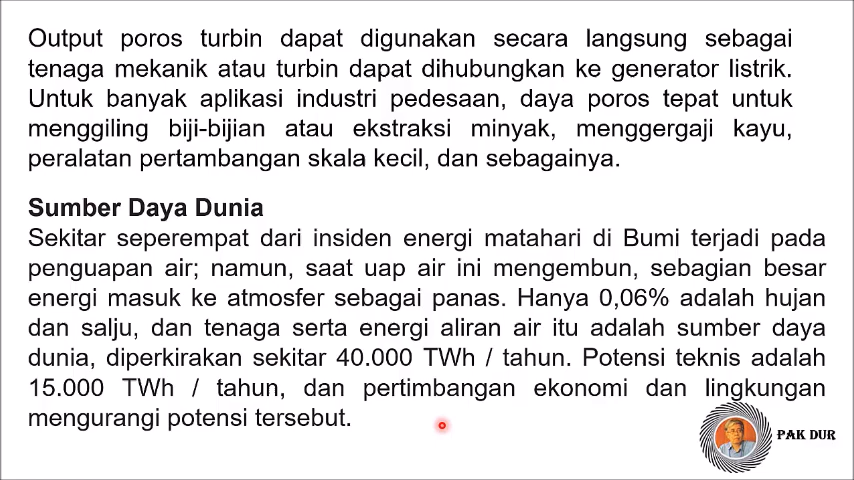 Output poros turbin dapat digunakan secara langsung sebagai
tenaga mekanik atau turbin dapat dihubungkan ke generator listrik.
Untuk banyak aplikasi industri pedesaan, daya poros tepat untuk
menggiling biji-bijian atau ekstraksi minyak, menggergaji kayu,
peralatan pertambangan skala kecil, dan sebagainya.
Sumber Daya Dunia
Sekitar seperempat dari insiden energi matahari di Bumi terjadi pada
penguapan air; namun, saat uap air ini mengembun, sebagian besar
energi masuk ke atmosfer sebagai panas. Hanya 0,06% adalah hujan
dan salju, dan tenaga serta energi aliran air itu adalah sumber daya
dunia, diperkirakan sekitar 40.000 TWh / tahun. Potensi teknis adalah
15.000 TWh / tahun, dan pertimbangan ekonomi dan lingkungan
mengurangi potensi tersebut.
PAK DUR